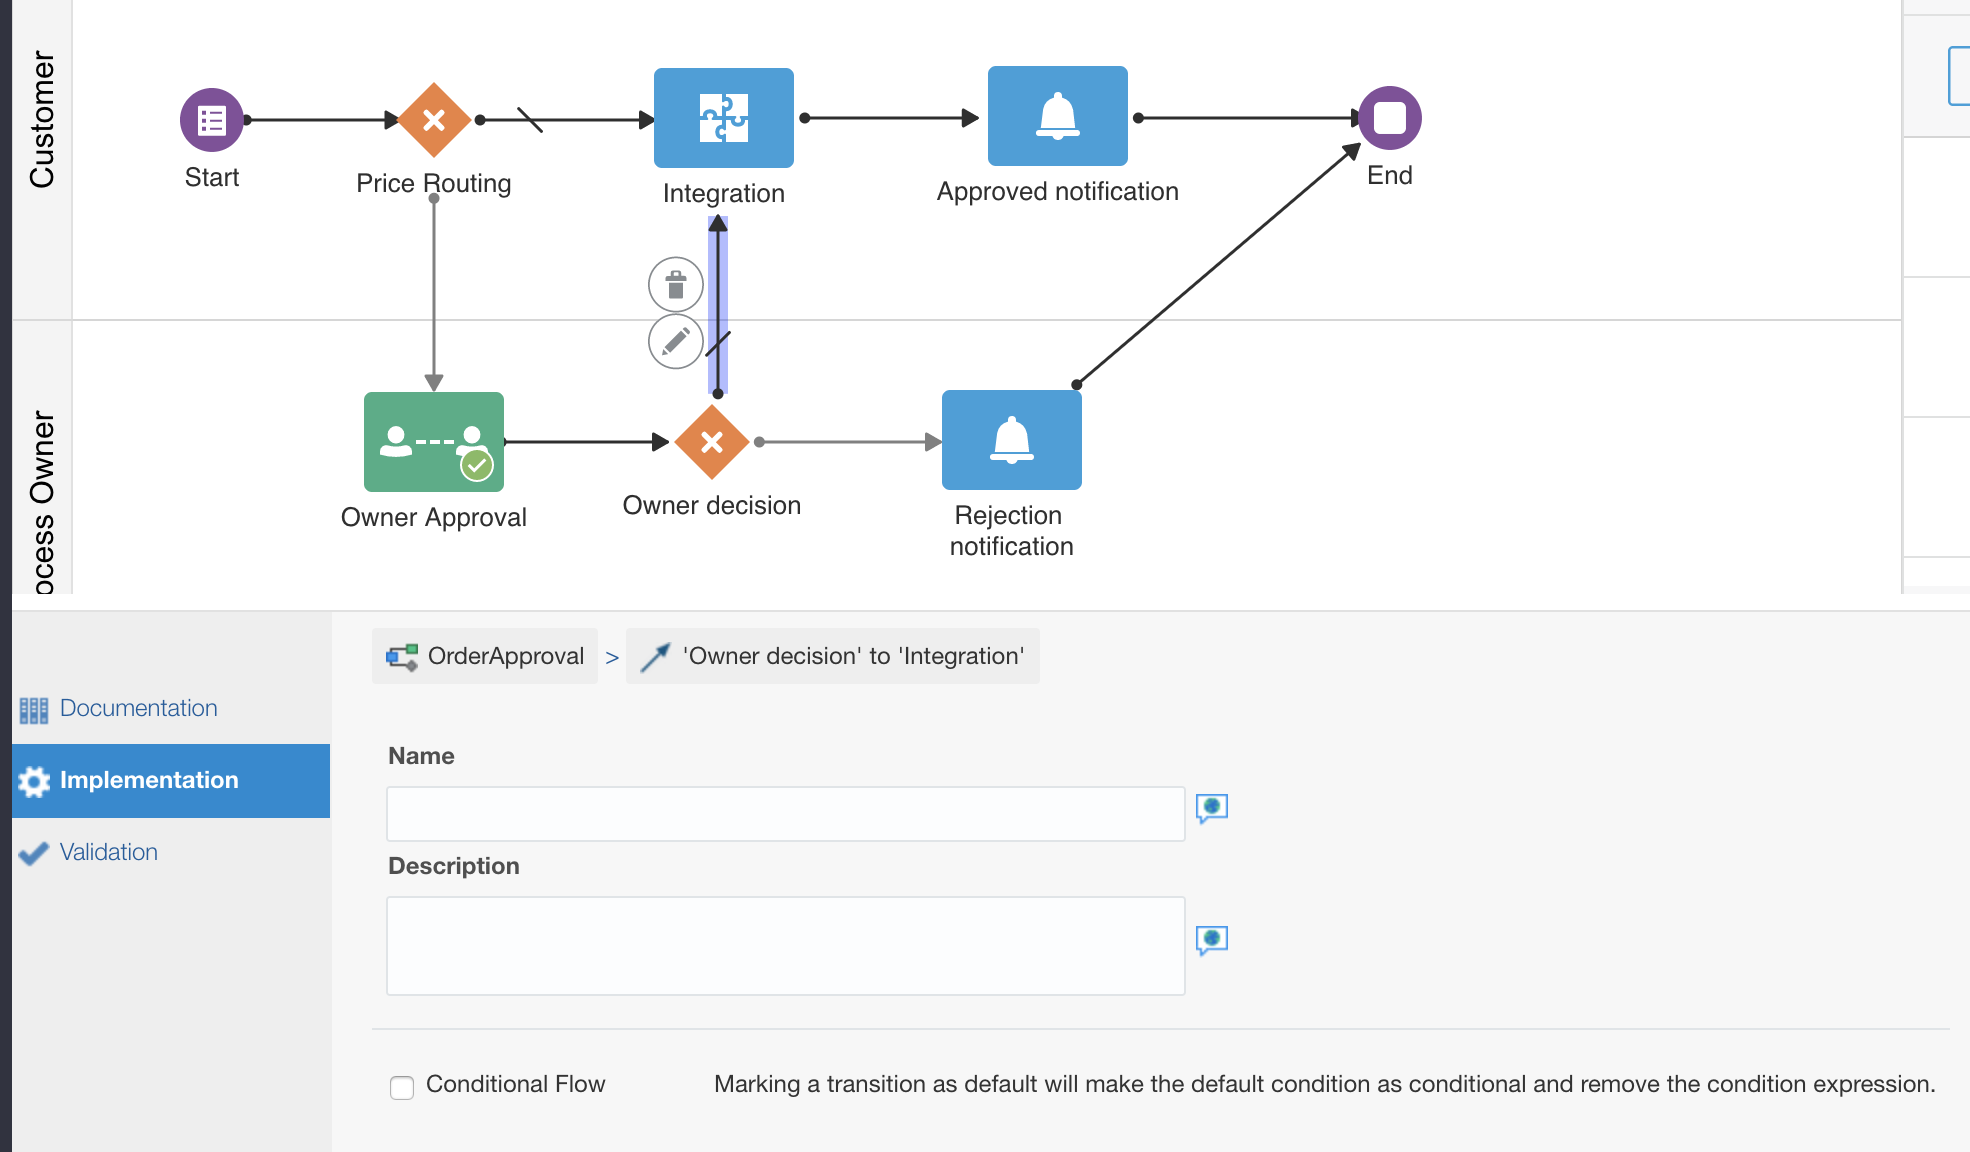 Customer
Start
Price Routing
Integration
Approved notification
End
ocess Owner
Owner Approval
Owner decision
Rejection
notification
OrderApproval > 'Owner decision' to 'Integration'
Documentation
Implementation
Validation
Name
Description
Conditional Flow
Marking a transition as default will make the default condition as conditional and remove the condition expression.